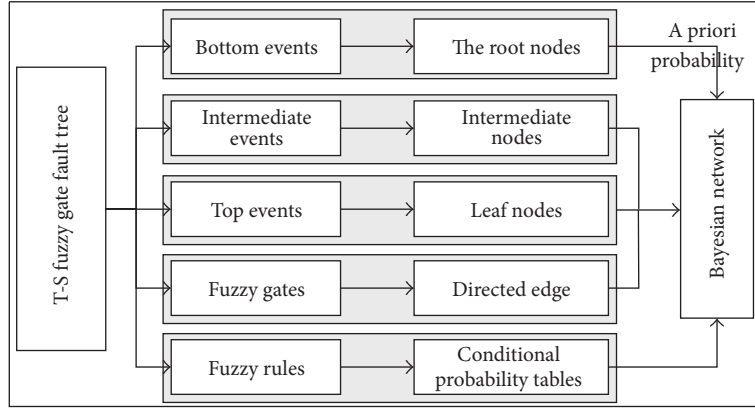 T-S fuzzy gate fault tree
Bottom events
The root nodes
A priori
probability
Intermediate
events
Intermediate
nodes
Top events
Leaf nodes
Fuzzy gates
Directed edge
Fuzzy rules
Conditional
probability tables
Bayesian network